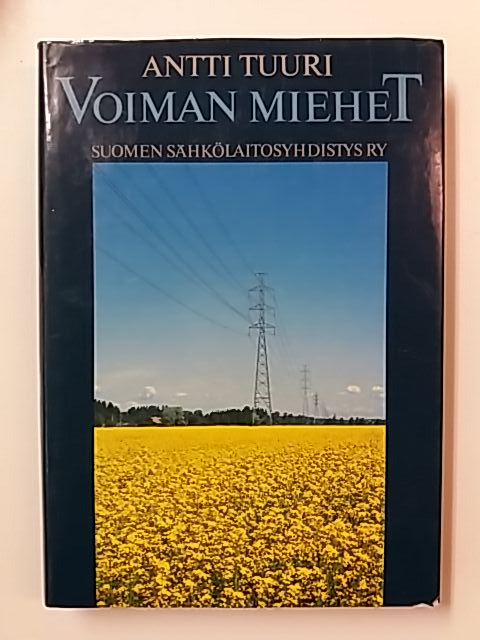 ANTTI TUURI
VOIMAN MIEHET
SUOMEN SÄHKÖLAITOSYHDISTYS RY